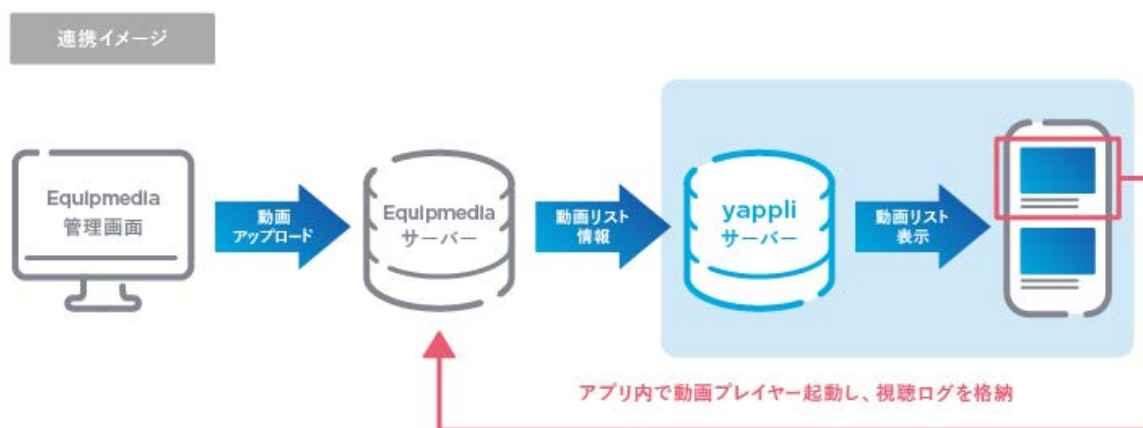 連携イメージ
Equipmedia
管理画面
動画
アップロード
Equipmedia
サーバー
動画リスト
情報
yappli
サーバー
動画リスト
表示
アプリ内で動画プレイヤー起動し、視聴ログを格納